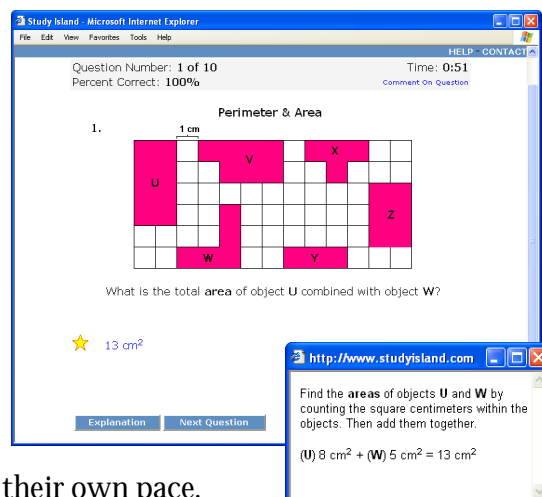 Study Island - Microsoft Internet Explorer
File Edit View Favorites Tools Help
HELP - CONTACT
Question Number: 1 of 10
Time: 0:51
Percent Correct: 100%
Comment On Question
Perimeter & Area
1.
1 cm
U
V
X
Z
W
Y
What is the total area of object U combined with object W?
13 cm²
Explanation
Next Question
http://www.studyisland.com
Find the areas of objects U and W by
counting the square centimeters within the
objects. Then add them together.
(U) 8 cm² + (W) 5 cm² = 13 cm²
their own pace.